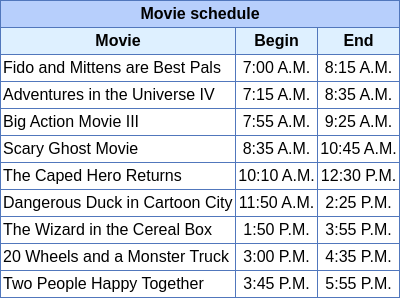 Movie schedule
Movie Begin End
Fido and Mittens are Best Pals 7:00 A.M. 8:15 A.M.
Adventures in the Universe IV 7:15 A.M. 8:35 A.M.
Big Action Movie III 7:55 A.M. 9:25 A.M.
Scary Ghost Movie 8:35 A.M. 10:45 A.M.
The Caped Hero Returns 10:10 A.M. 12:30 P.M.
Dangerous Duck in Cartoon City 11:50 A.M. 2:25 P.M.
The Wizard in the Cereal Box 1:50 P.M. 3:55 P.M.
20 Wheels and a Monster Truck 3:00 P.M. 4:35 P.M.
Two People Happy Together 3:45 P.M. 5:55 P.M.